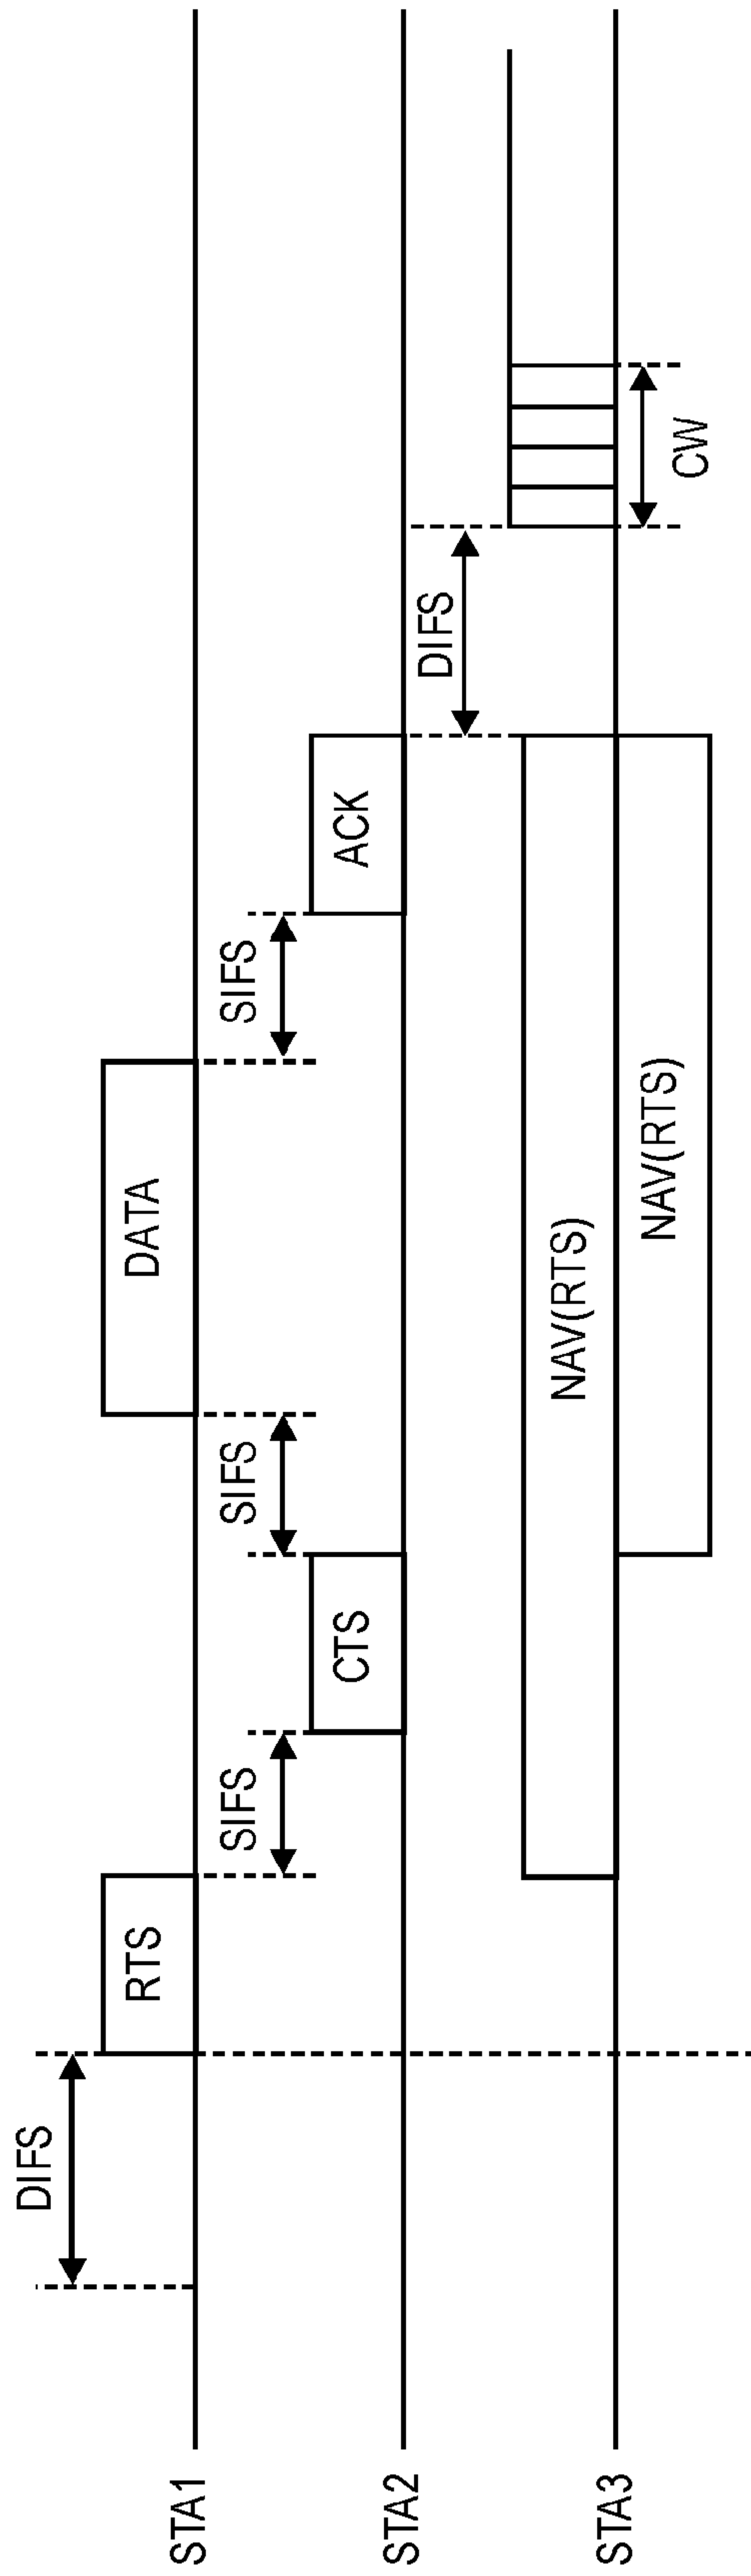 DIFS
STA1
RTS
DATA
SIFS
SIFS
SIFS
STA2
CTS
ACK
DIFS
STA3
NAV(RTS)
NAV(RTS)
CW